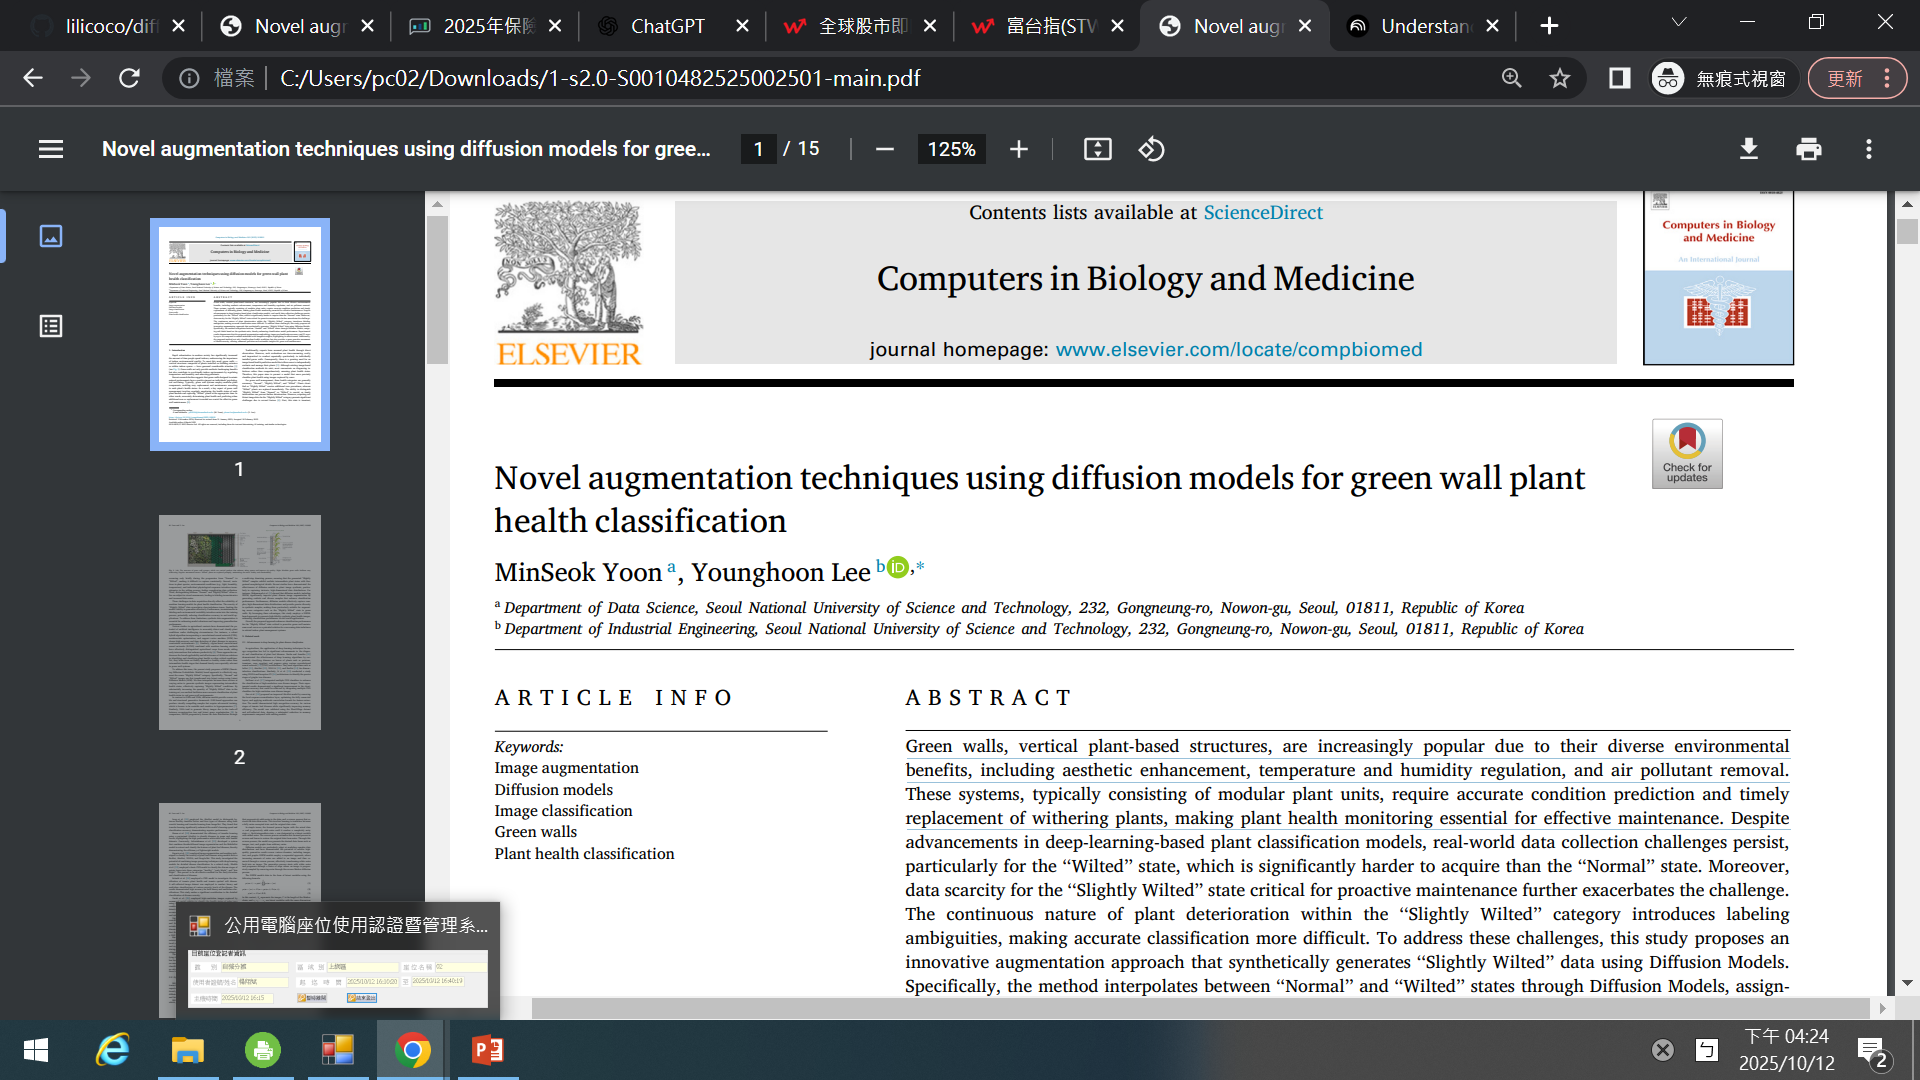 lilicoco/diff
Novel augr
2025年保險
ChatGPT
全球股市即
富台指(STW
Novel augr
Understan
檔案
C:/Users/pc02/Downloads/1-s2.0-S0010482525002501-main.pdf
無痕式視窗
更新
Novel augmentation techniques using diffusion models for gree...
1 / 15
125%
1
2
Contents lists available at ScienceDirect
Computers in Biology and Medicine
journal homepage: www.elsevier.com/locate/compbiomed
ELSEVIER
Computers in Biology
and Medicine
An International Journal
Check for
updates
Novel augmentation techniques using diffusion models for green wall plant
health classification
MinSeok Yoon a, Younghoon Lee b iD,*
a Department of Data Science, Seoul National University of Science and Technology, 232, Gongneung-ro, Nowon-gu, Seoul, 01811, Republic of Korea
b Department of Industrial Engineering, Seoul National University of Science and Technology, 232, Gongneung-ro, Nowon-gu, Seoul, 01811, Republic of Korea
ARTICLE INFO
Keywords:
Image augmentation
Diffusion models
Image classification
Green walls
Plant health classification
ABSTRACT
Green walls, vertical plant-based structures, are increasingly popular due to their diverse environmental
benefits, including aesthetic enhancement, temperature and humidity regulation, and air pollutant removal.
These systems, typically consisting of modular plant units, require accurate condition prediction and timely
replacement of withering plants, making plant health monitoring essential for effective maintenance. Despite
advancements in deep-learning-based plant classification models, real-world data collection challenges persist,
particularly for the “Wilted” state, which is significantly harder to acquire than the “Normal” state. Moreover,
data scarcity for the “Slightly Wilted” state critical for proactive maintenance further exacerbates the challenge.
The continuous nature of plant deterioration within the “Slightly Wilted” category introduces labeling
ambiguities, making accurate classification more difficult. To address these challenges, this study proposes an
innovative augmentation approach that synthetically generates “Slightly Wilted” data using Diffusion Models.
Specifically, the method interpolates between “Normal” and “Wilted” states through Diffusion Models, assign-
公用電腦座位使用認證暨管理系...
下午 04:24
2025/10/12
2